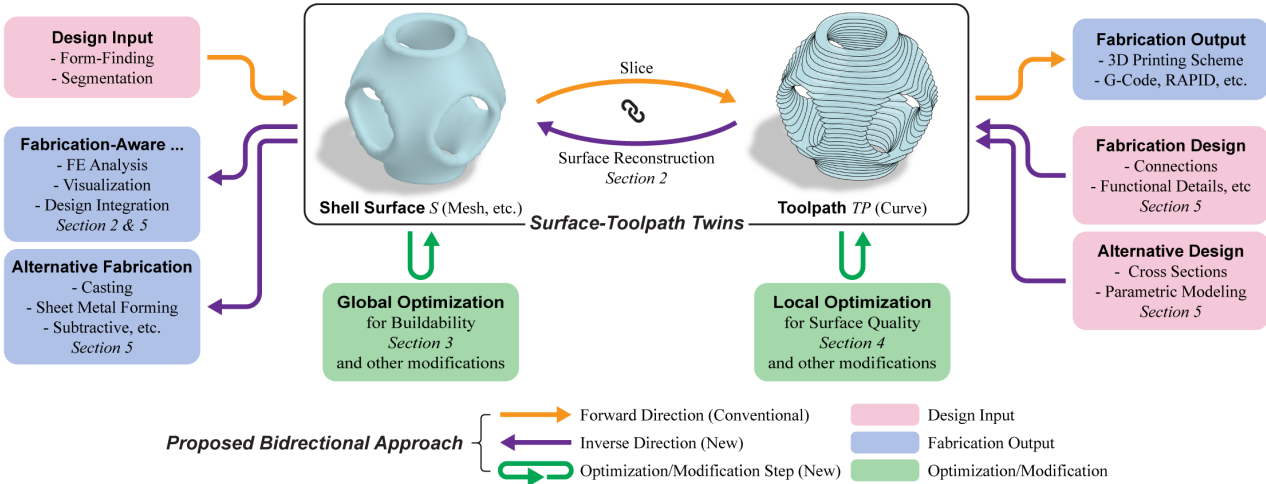 Design Input
- Form-Finding
- Segmentation
Fabrication-Aware ...
- FE Analysis
- Visualization
- Design Integration
Section 2 & 5
Alternative Fabrication
- Casting
- Sheet Metal Forming
- Subtractive, etc.
Section 5
Slice
Surface Reconstruction
Section 2
Shell Surface S (Mesh, etc.)
Toolpath TP (Curve)
Surface-Toolpath Twins
Global Optimization
for Buildability
Section 3
and other modifications
Local Optimization
for Surface Quality
Section 4
and other modifications
Fabrication Output
- 3D Printing Scheme
- G-Code, RAPID, etc.
Fabrication Design
- Connections
- Functional Details, etc
Section 5
Alternative Design
- Cross Sections
- Parametric Modeling
Section 5
Proposed Bidrectional Approach
Forward Direction (Conventional)
Inverse Direction (New)
Optimization/Modification Step (New)
Design Input
Fabrication Output
Optimization/Modification